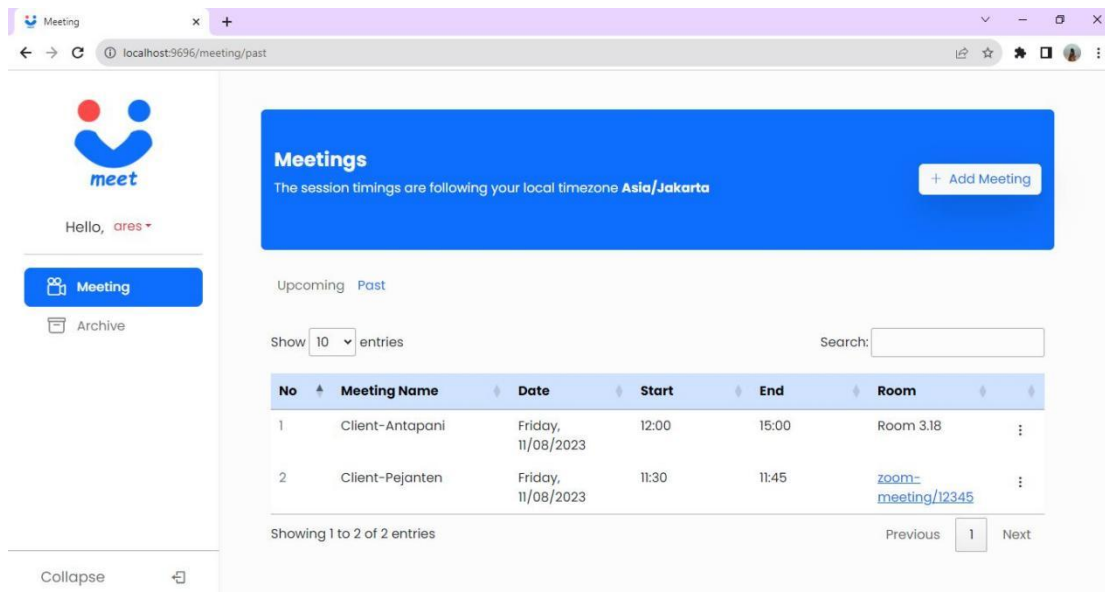 Meeting
localhost:9696/meeting/past
meet
Hello, ares
Meeting
Archive
Collapse
Meetings
The session timings are following your local timezone Asia/Jakarta
+ Add Meeting
Upcoming Past
Show 10 entries Search:
No Meeting Name Date Start End Room
1 Client-Antapani Friday, 12:00 15:00 Room 3.18
11/08/2023
2 Client-Pejanten Friday, 11:30 11:45 zoom-
11/08/2023 meeting/12345
Showing 1 to 2 of 2 entries Previous 1 Next